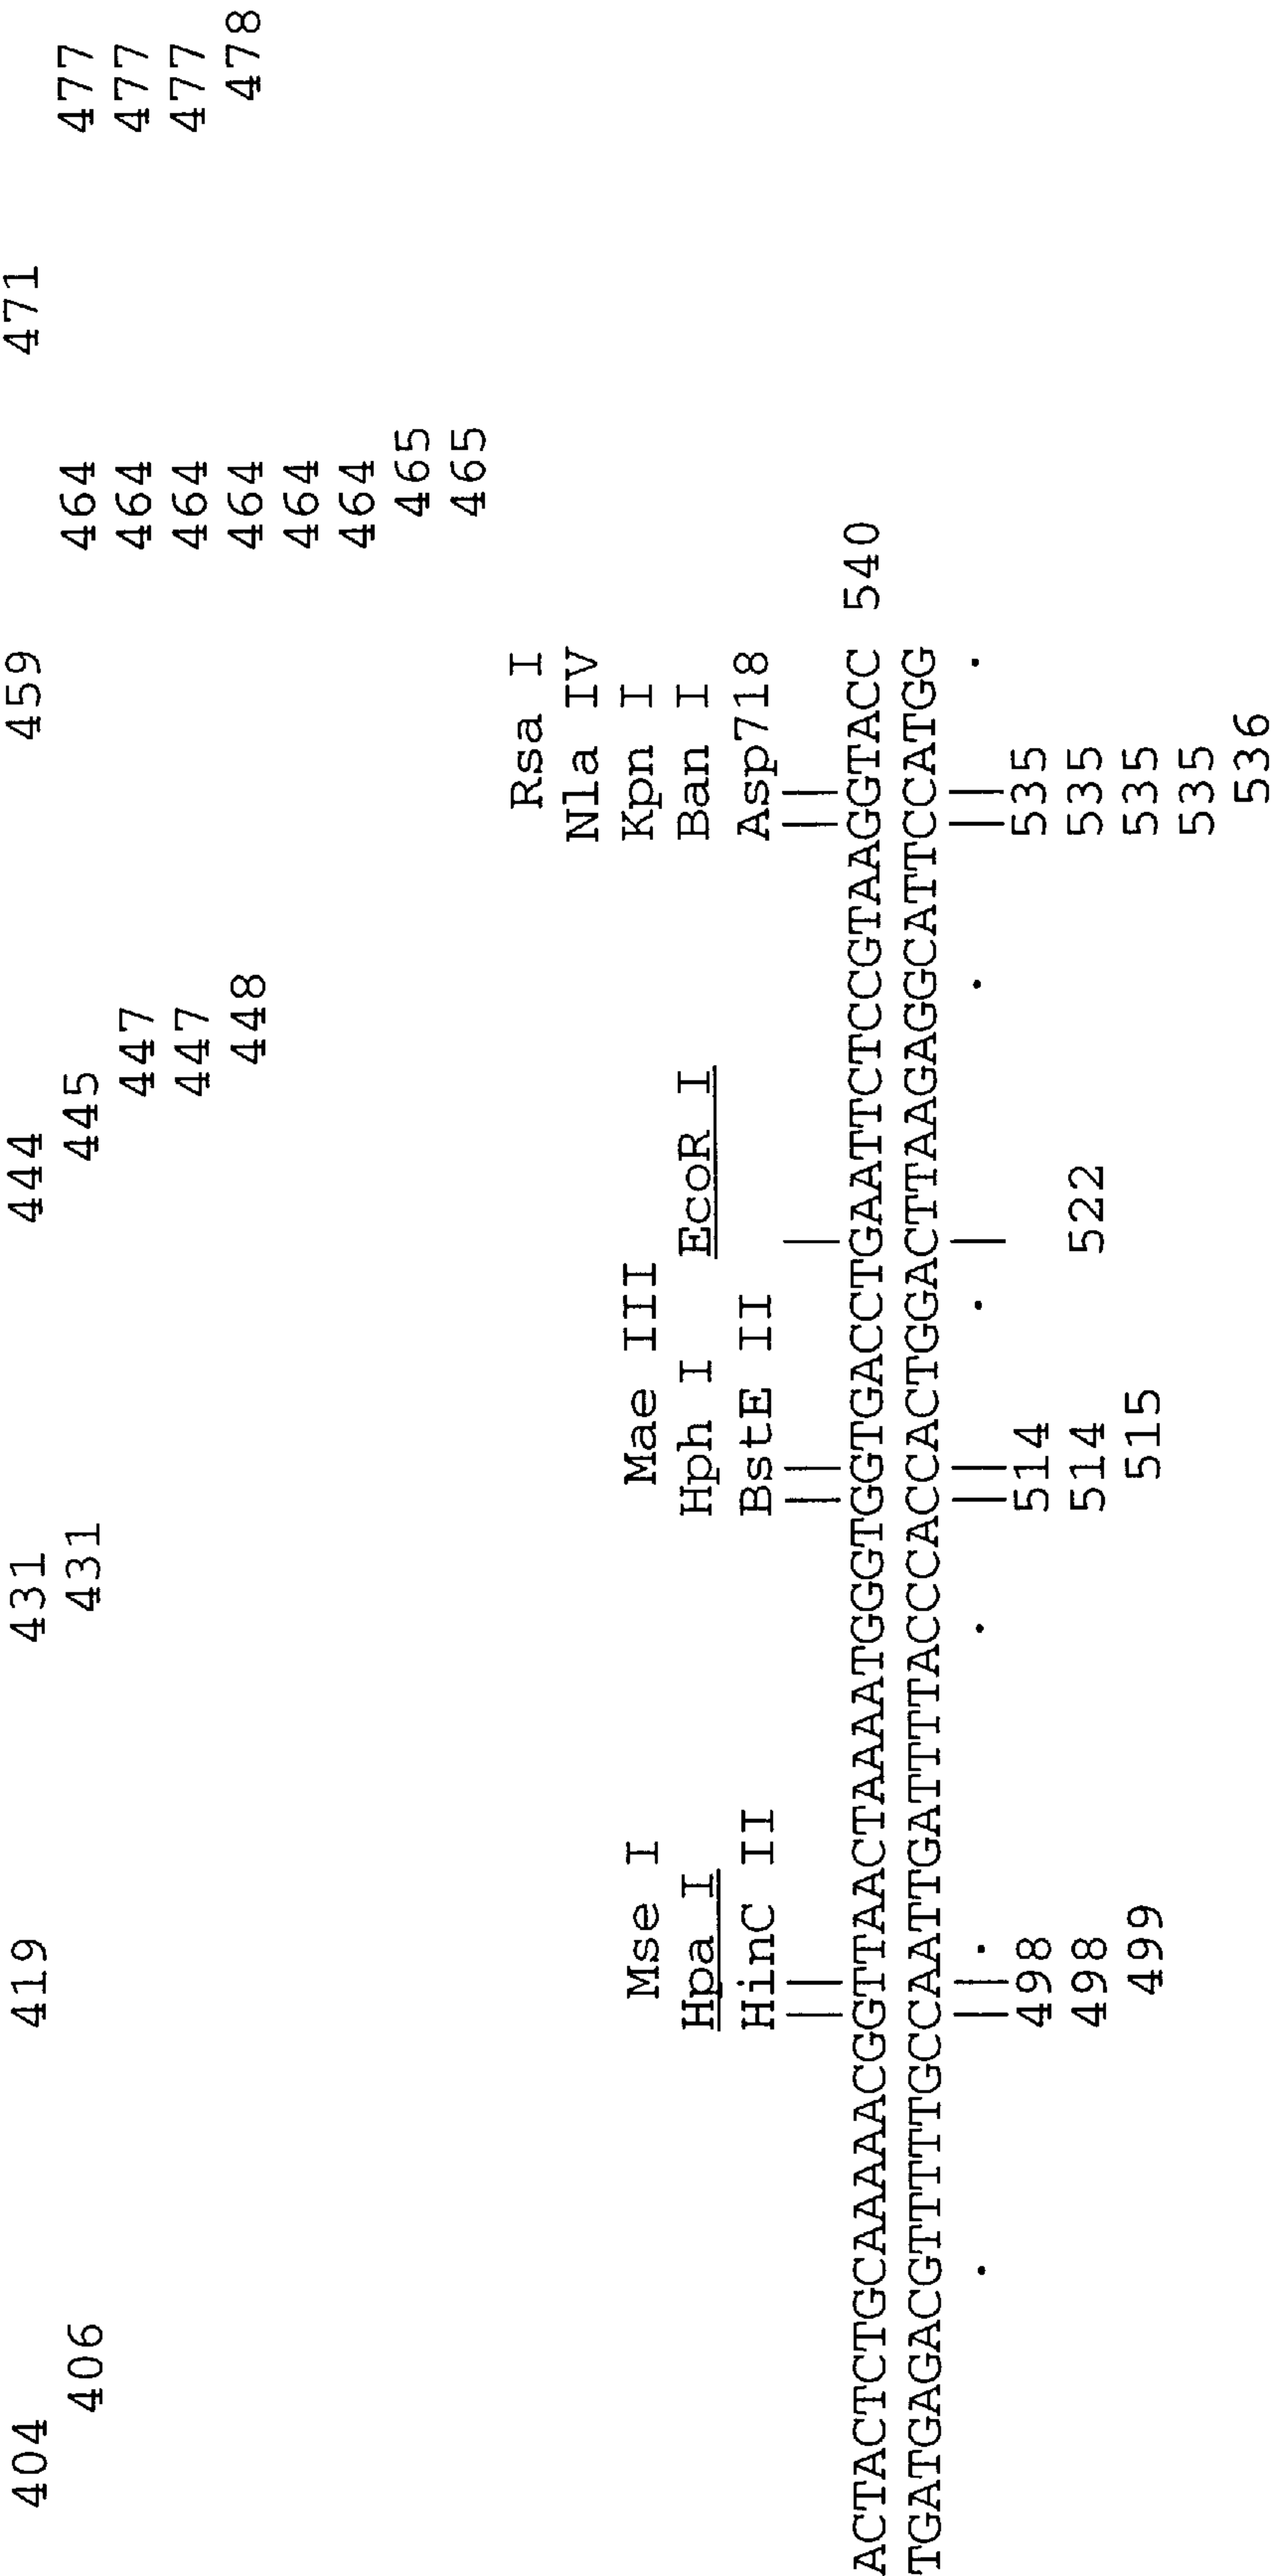 404 419 431 444 459 471
406 431 445 464 477
447 464 477
447 464 477
448 464 478
464
464
465
465
Rsa I
Nla IV
Mse I Mae III Kpn I
Hpa I Hph I EcoR I Ban I
HinC II BstE II Asp718
ACTACTCTGCAAAAACGGTTAACTAAAATGGGTGGTGACCTGAATTCTCCGTAAGGTACC 540
TGATGAGACGTTTTTGCCAATTGATTTTACCCACCACTGGACTTAAGAGGCATTCCATGG
498 514 535
498 514 522 535
499 515 535
535
536